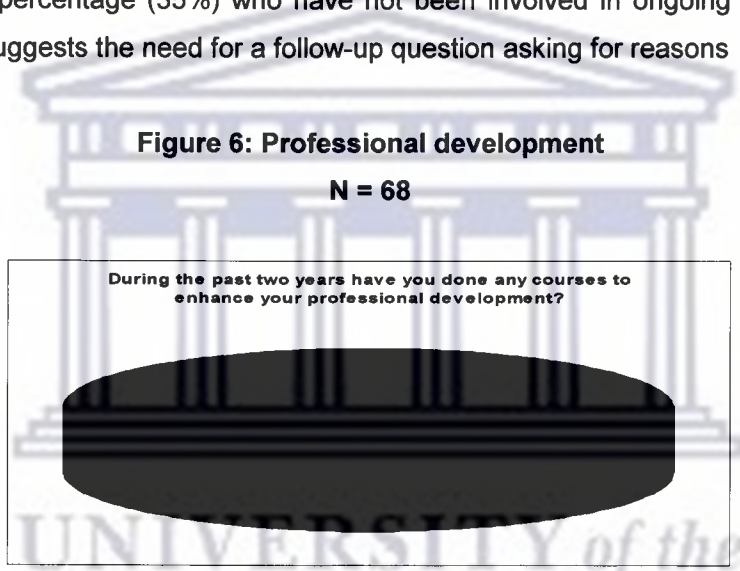 percentage (35%) who have not been involved in ongoing
uggests the need for a follow-up question asking for reasons
Figure 6: Professional development
N = 68
During the past two years have you done any courses to
enhance your professional development?
UNIVERSITY of the